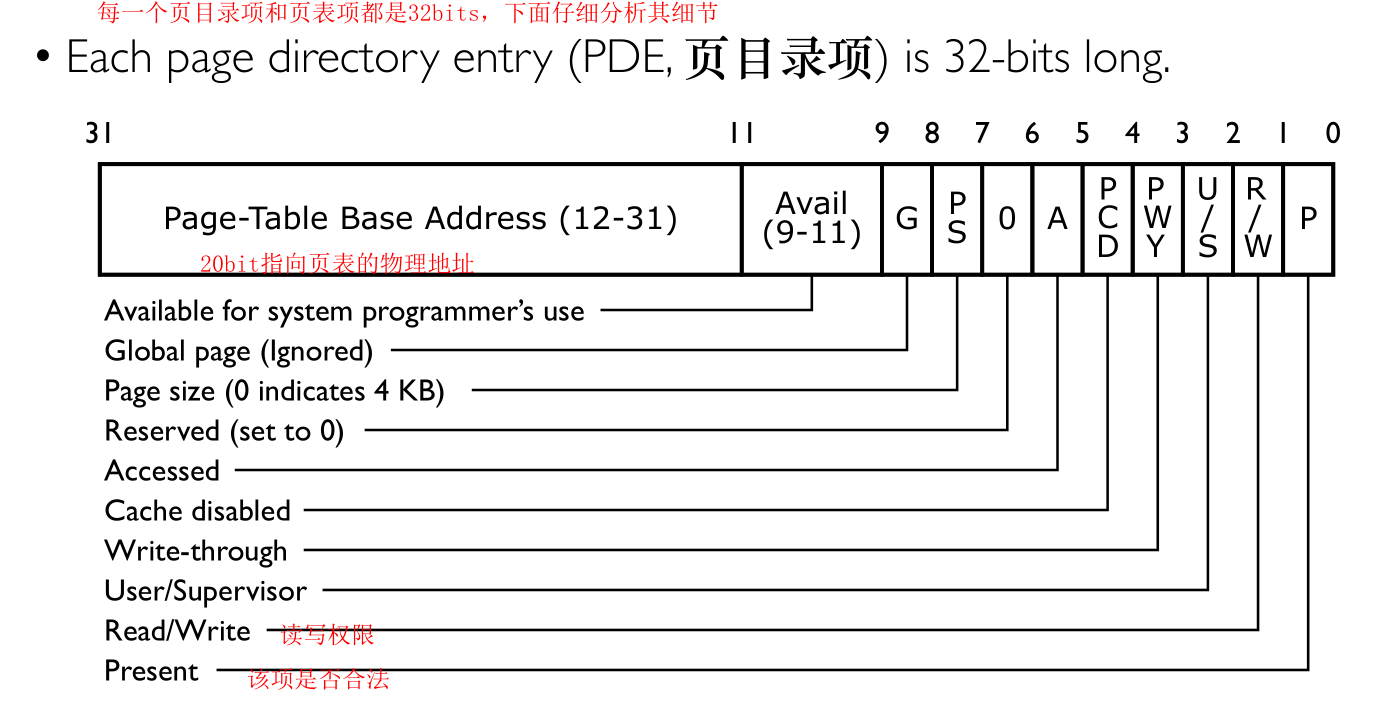 每一个页目录项和页表项都是32bits，下面仔细分析其细节
• Each page directory entry (PDE, 页目录项) is 32-bits long.
31 11 9 8 7 6 5 4 3 2 1 0
Page-Table Base Address (12-31) Avail (9-11) G PS 0 A PCD PWY U/S R/W P
20bit指向页表的物理地址
Available for system programmer’s use
Global page (Ignored)
Page size (0 indicates 4 KB)
Reserved (set to 0)
Accessed
Cache disabled
Write-through
User/Supervisor
Read/Write 读写权限
Present 该项是否合法